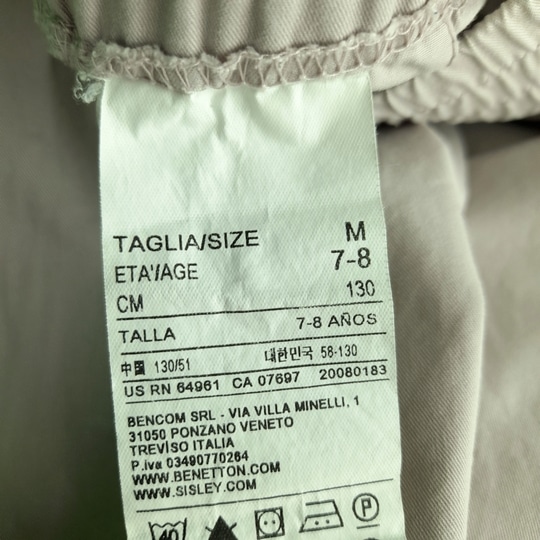 TAGLIA/SIZE M
ETA'/AGE 7-8
CM 130
TALLA 7-8 AÑOS
中国 130/51 대한민국 58-130
US RN 64961 CA 07697 20080183
BENCOM SRL - VIA VILLA MINELLI, 1
31050 PONZANO VENETO
TREVISO ITALIA
P.iva 03490770264
WWW.BENETTON.COM
WWW.SISLEY.COM
40 P